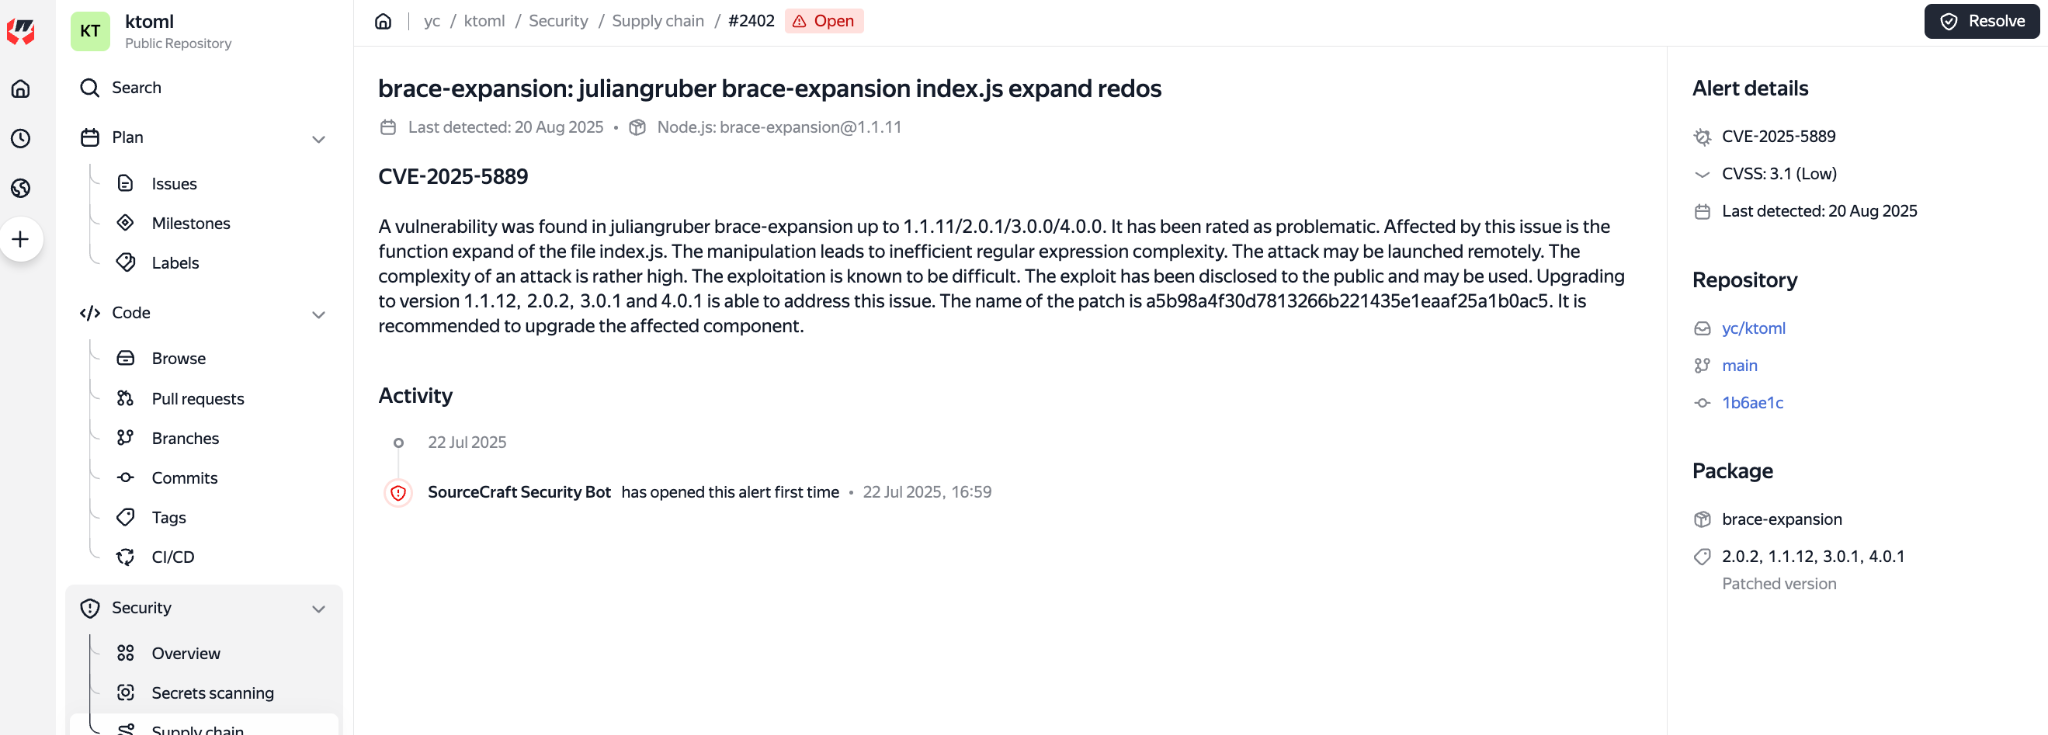 KT
ktoml
Public Repository
Search
Plan
Issues
Milestones
Labels
Code
Browse
Pull requests
Branches
Commits
Tags
CI/CD
Security
Overview
Secrets scanning
Supply chain
yc / ktoml / Security / Supply chain / #2402 Open
Resolve
brace-expansion: juliangruber brace-expansion index.js expand redos
Last detected: 20 Aug 2025 • Node.js: brace-expansion@1.1.11
CVE-2025-5889
A vulnerability was found in juliangruber brace-expansion up to 1.1.11/2.0.1/3.0.0/4.0.0. It has been rated as problematic. Affected by this issue is the
function expand of the file index.js. The manipulation leads to inefficient regular expression complexity. The attack may be launched remotely. The
complexity of an attack is rather high. The exploitation is known to be difficult. The exploit has been disclosed to the public and may be used. Upgrading
to version 1.1.12, 2.0.2, 3.0.1 and 4.0.1 is able to address this issue. The name of the patch is a5b98a4f30d7813266b221435e1eaaf25a1b0ac5. It is
recommended to upgrade the affected component.
Activity
22 Jul 2025
SourceCraft Security Bot has opened this alert first time • 22 Jul 2025, 16:59
Alert details
CVE-2025-5889
CVSS: 3.1 (Low)
Last detected: 20 Aug 2025
Repository
yc/ktoml
main
1b6ae1c
Package
brace-expansion
2.0.2, 1.1.12, 3.0.1, 4.0.1
Patched version